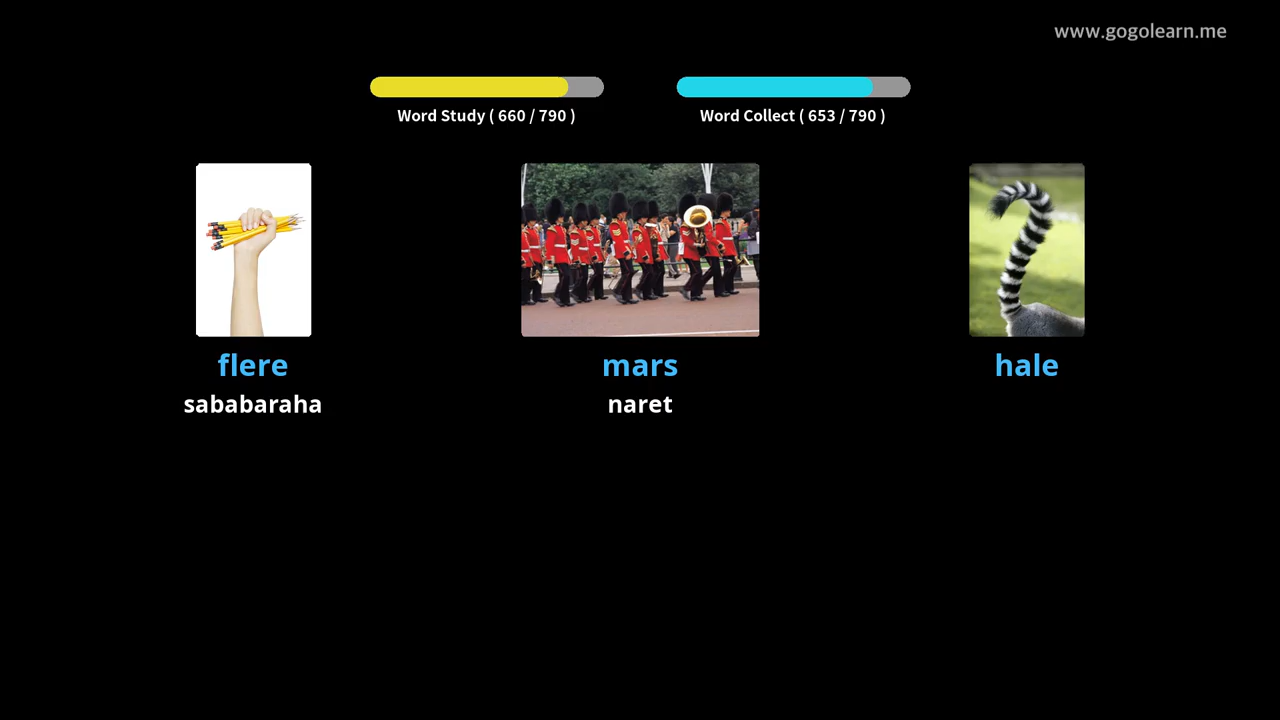 www.gogolearn.me
Word Study ( 660 / 790 )
Word Collect ( 653 / 790 )
flere
mars
hale
sababaraha
naret